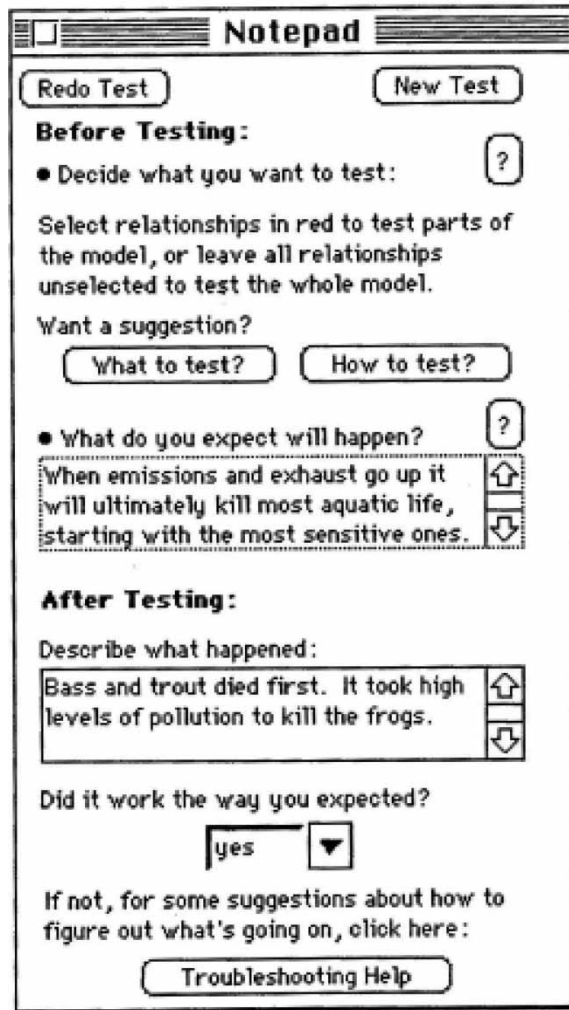 Notepad
Redo Test
New Test
Before Testing:
?
• Decide what you want to test:
Select relationships in red to test parts of
the model, or leave all relationships
unselected to test the whole model.
Want a suggestion?
What to test?
How to test?
?
• What do you expect will happen?
When emissions and exhaust go up it
will ultimately kill most aquatic life,
starting with the most sensitive ones.
After Testing:
Describe what happened:
Bass and trout died first. It took high
levels of pollution to kill the frogs.
Did it work the way you expected?
yes
If not, for some suggestions about how to
figure out what's going on, click here:
Troubleshooting Help